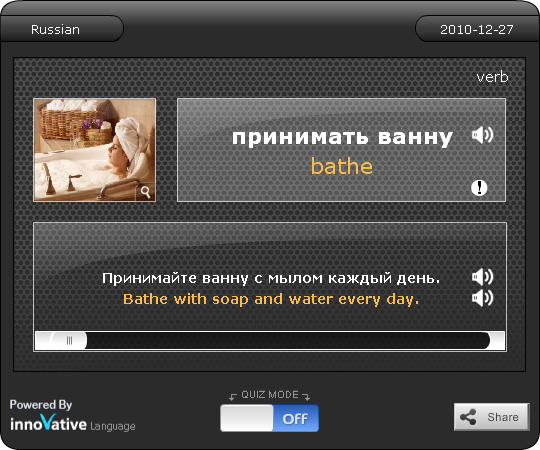 Russian
2010-12-27
verb
принимать ванну
bathe
Принимайте ванну с мылом каждый день.
Bathe with soap and water every day.
QUIZ MODE
OFF
Powered By
innoVative Language
Share